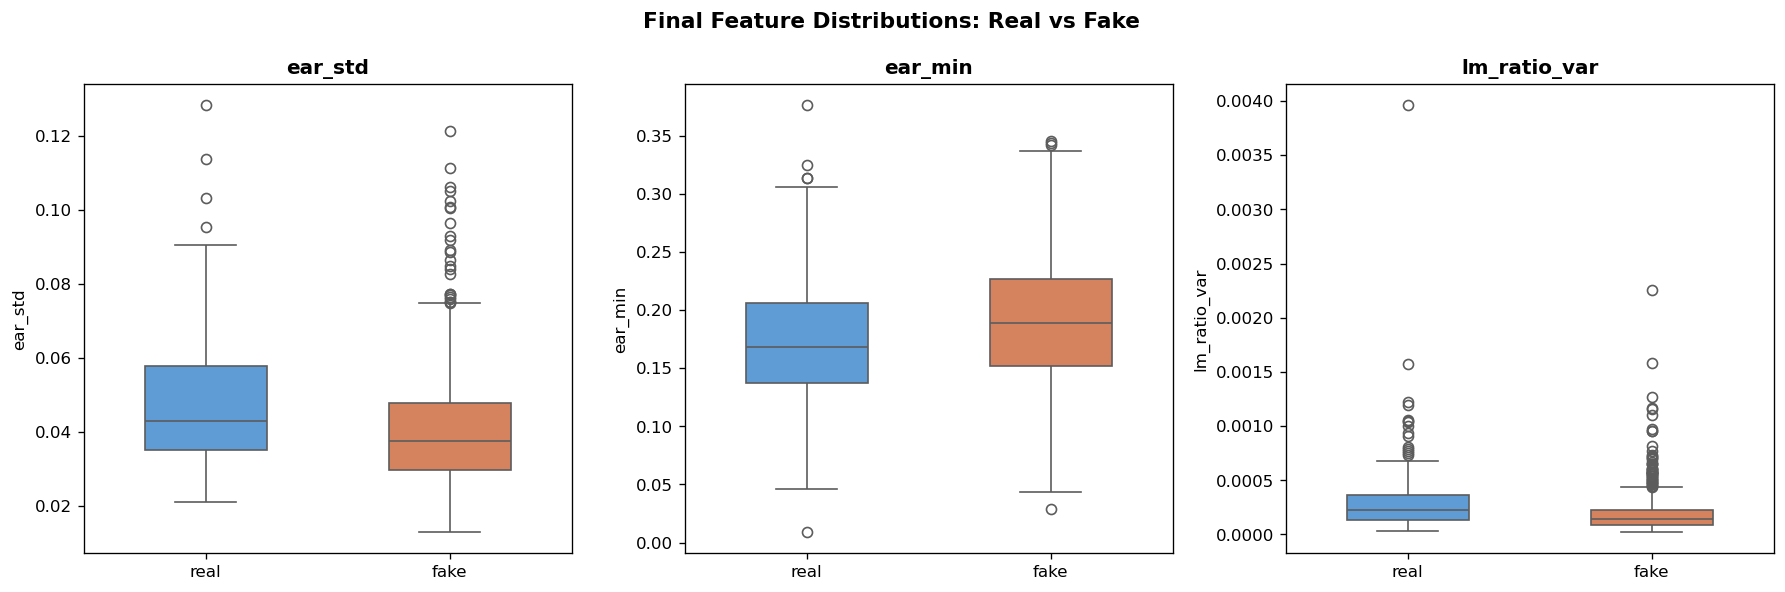 Final Feature Distributions: Real vs Fake
ear_std
ear_min
lm_ratio_var
ear_std
0.12
0.10
0.08
0.06
0.04
0.02
real
fake
ear_min
0.35
0.30
0.25
0.20
0.15
0.10
0.05
0.00
real
fake
lm_ratio_var
0.0040
0.0035
0.0030
0.0025
0.0020
0.0015
0.0010
0.0005
0.0000
real
fake